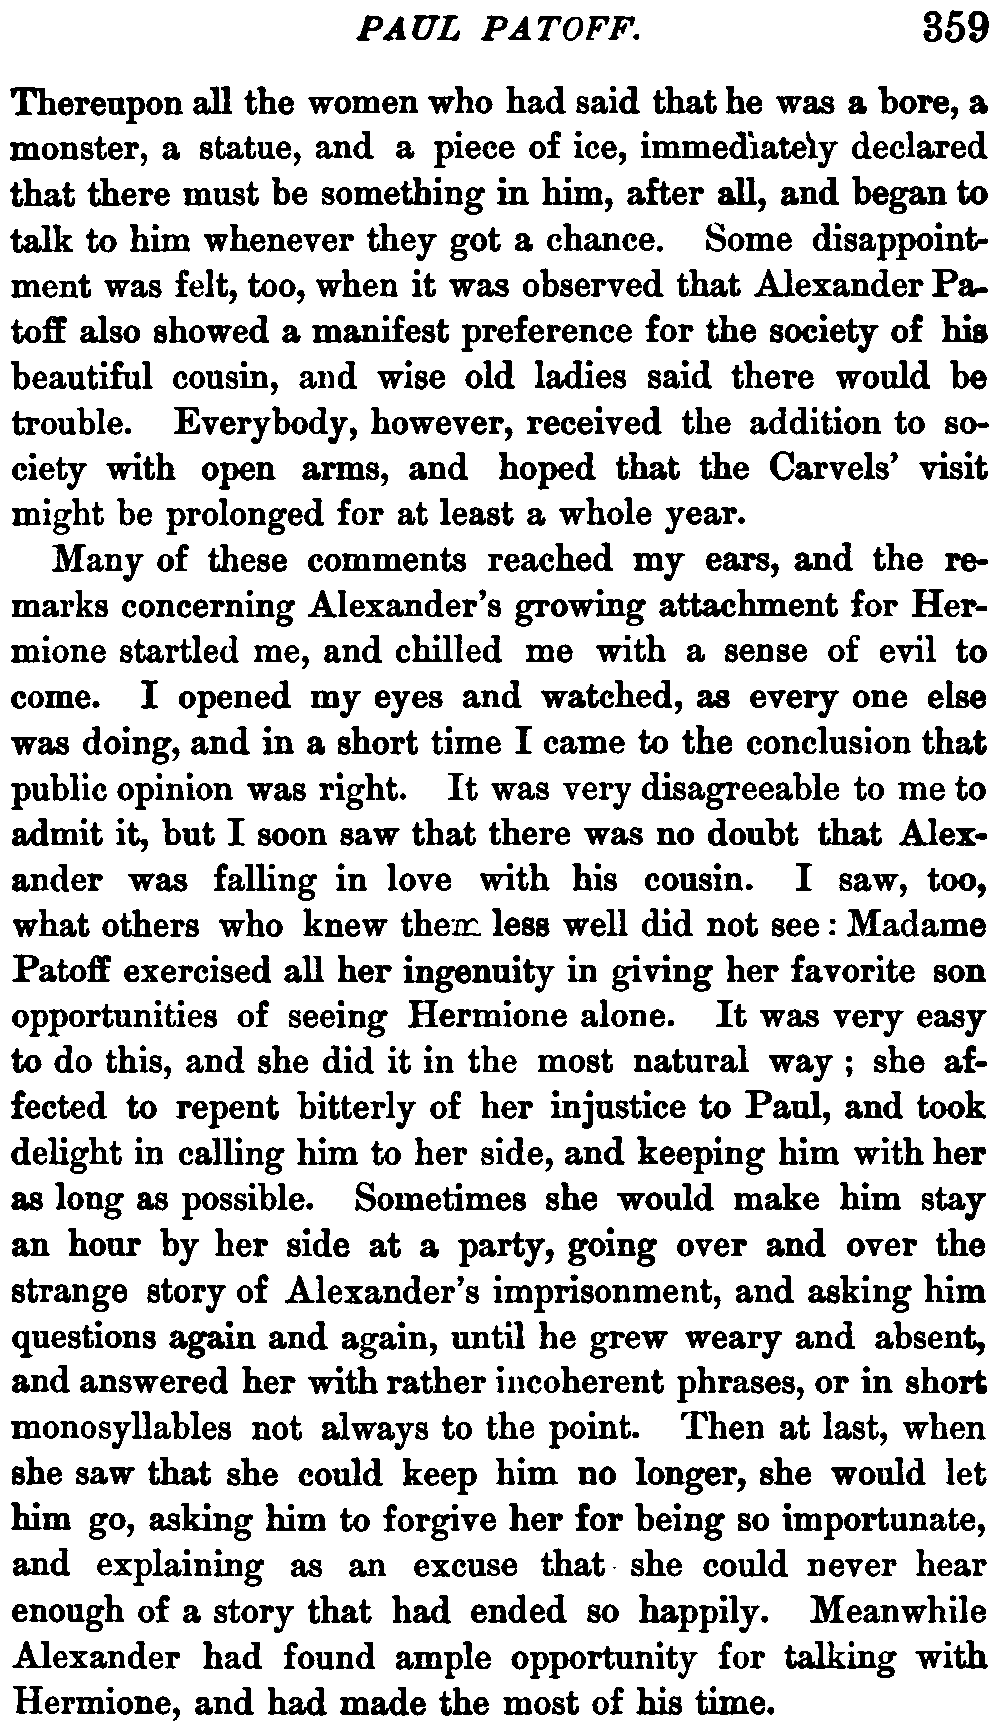 PAUL PATOFF. 359
Thereupon all the women who had said that he was a bore, a
monster, a statue, and a piece of ice, immediately declared
that there must be something in him, after all, and began to
talk to him whenever they got a chance. Some disappoint-
ment was felt, too, when it was observed that Alexander Pa-
toff also showed a manifest preference for the society of his
beautiful cousin, and wise old ladies said there would be
trouble. Everybody, however, received the addition to so-
ciety with open arms, and hoped that the Carvels' visit
might be prolonged for at least a whole year.
Many of these comments reached my ears, and the re-
marks concerning Alexander's growing attachment for Her-
mione startled me, and chilled me with a sense of evil to
come. I opened my eyes and watched, as every one else
was doing, and in a short time I came to the conclusion that
public opinion was right. It was very disagreeable to me to
admit it, but I soon saw that there was no doubt that Alex-
ander was falling in love with his cousin. I saw, too,
what others who knew them less well did not see : Madame
Patoff exercised all her ingenuity in giving her favorite son
opportunities of seeing Hermione alone. It was very easy
to do this, and she did it in the most natural way ; she af-
fected to repent bitterly of her injustice to Paul, and took
delight in calling him to her side, and keeping him with her
as long as possible. Sometimes she would make him stay
an hour by her side at a party, going over and over the
strange story of Alexander's imprisonment, and asking him
questions again and again, until he grew weary and absent,
and answered her with rather incoherent phrases, or in short
monosyllables not always to the point. Then at last, when
she saw that she could keep him no longer, she would let
him go, asking him to forgive her for being so importunate,
and explaining as an excuse that she could never hear
enough of a story that had ended so happily. Meanwhile
Alexander had found ample opportunity for talking with
Hermione, and had made the most of his time.